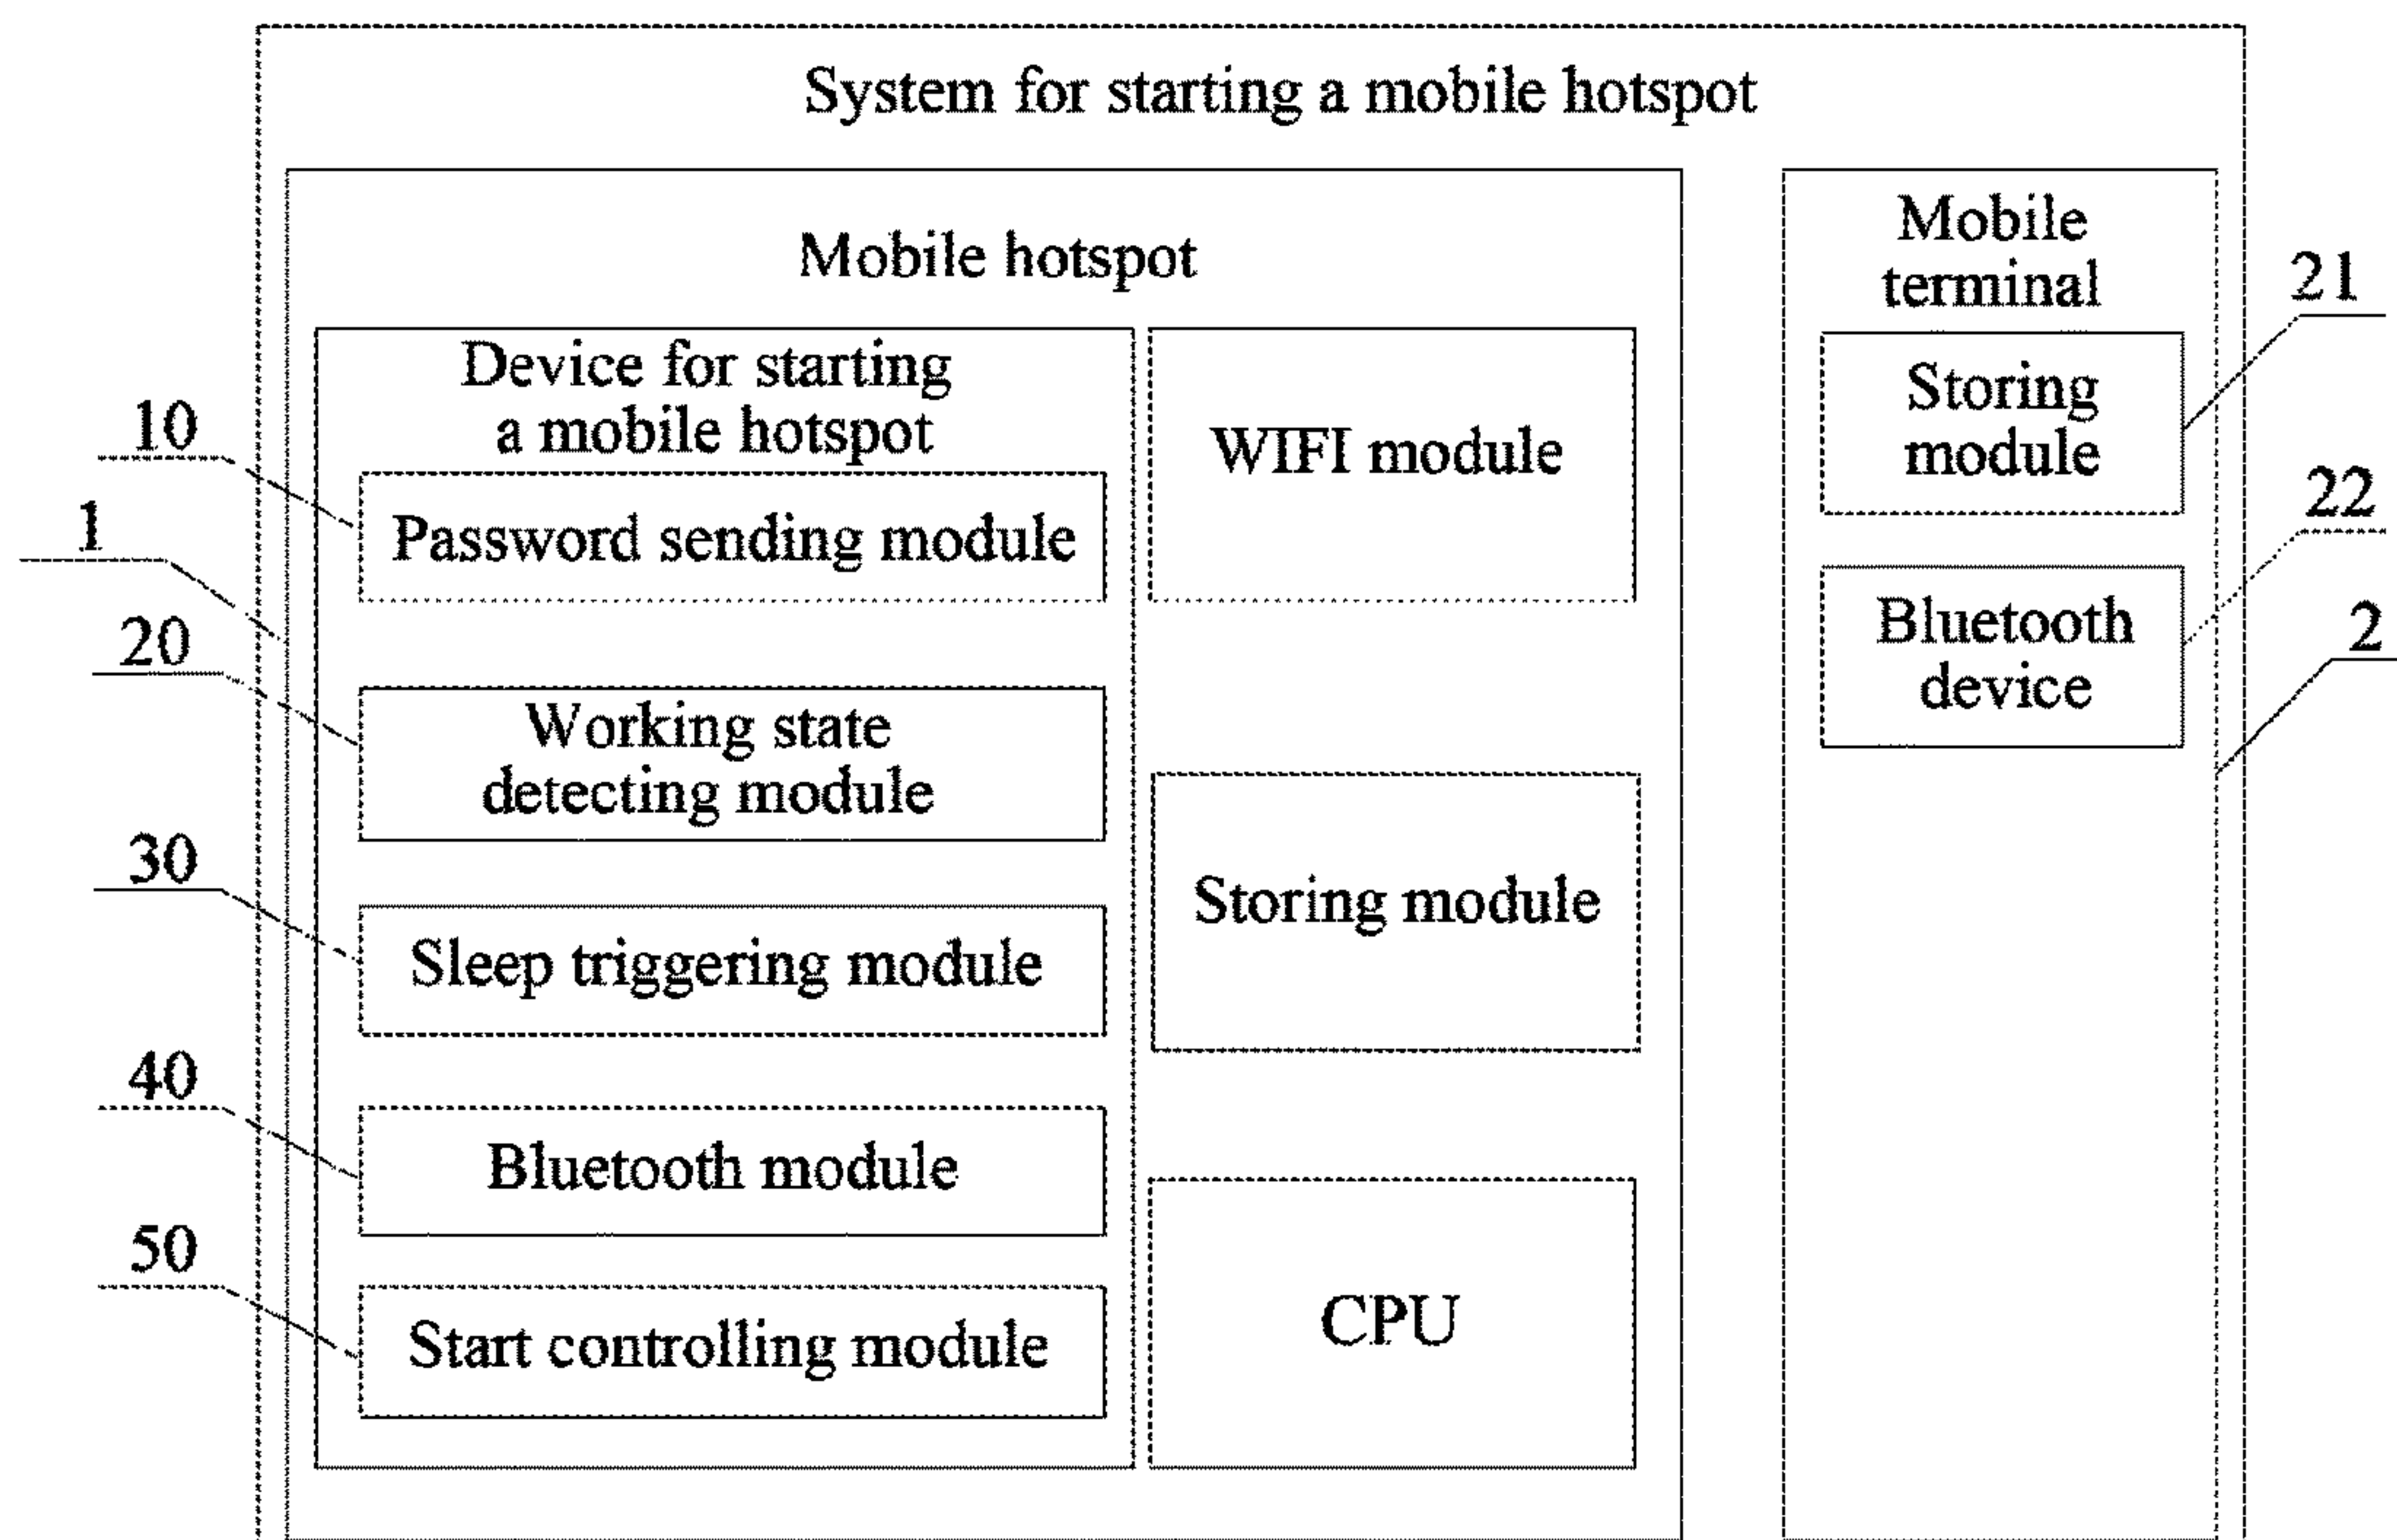 System for starting a mobile hotspot
Mobile hotspot
Device for starting
a mobile hotspot
Password sending module
Working state
detecting module
Sleep triggering module
Bluetooth module
Start controlling module
WIFI module
Storing module
CPU
Mobile
terminal
Storing
module
Bluetooth
device
10
1
20
30
40
50
21
22
2